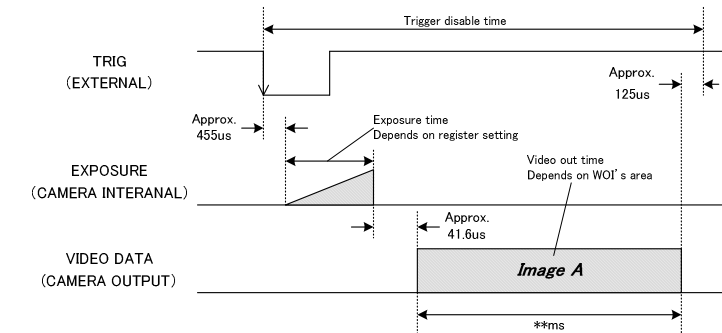 Trigger disable time
TRIG
(EXTERNAL)
Approx.
125us
Approx.
455us
Exposure time
Depends on register setting
EXPOSURE
(CAMERA INTERANAL)
Video out time
Depends on WOI's area
Approx.
41.6us
VIDEO DATA
(CAMERA OUTPUT)
Image A
**ms